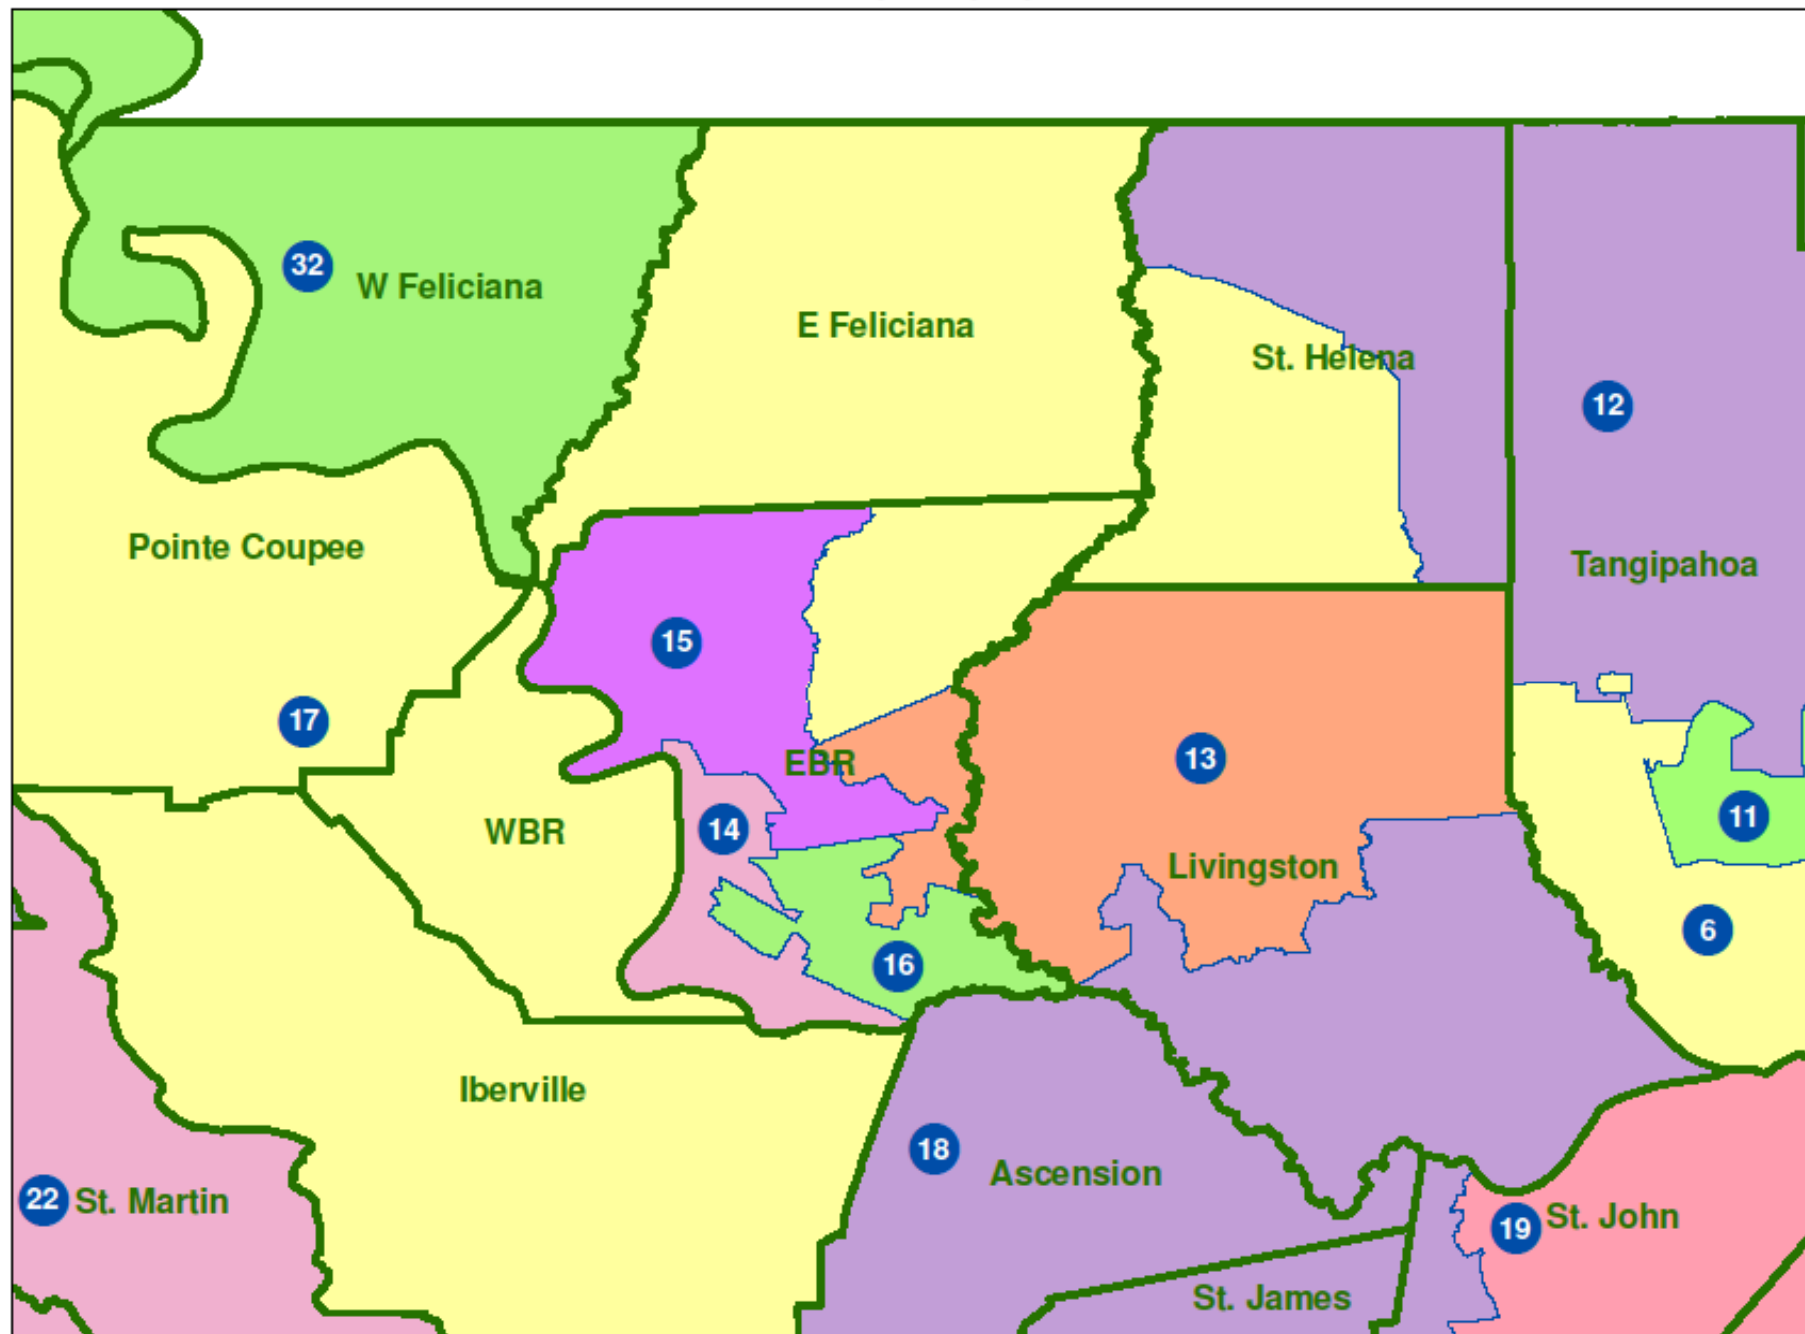 32
W Feliciana
E Feliciana
St. Helena
12
Pointe Coupee
Tangipahoa
15
17
EBR
13
WBR
14
11
Livingston
6
16
Iberville
18
Ascension
22 St. Martin
19 St. John
St. James